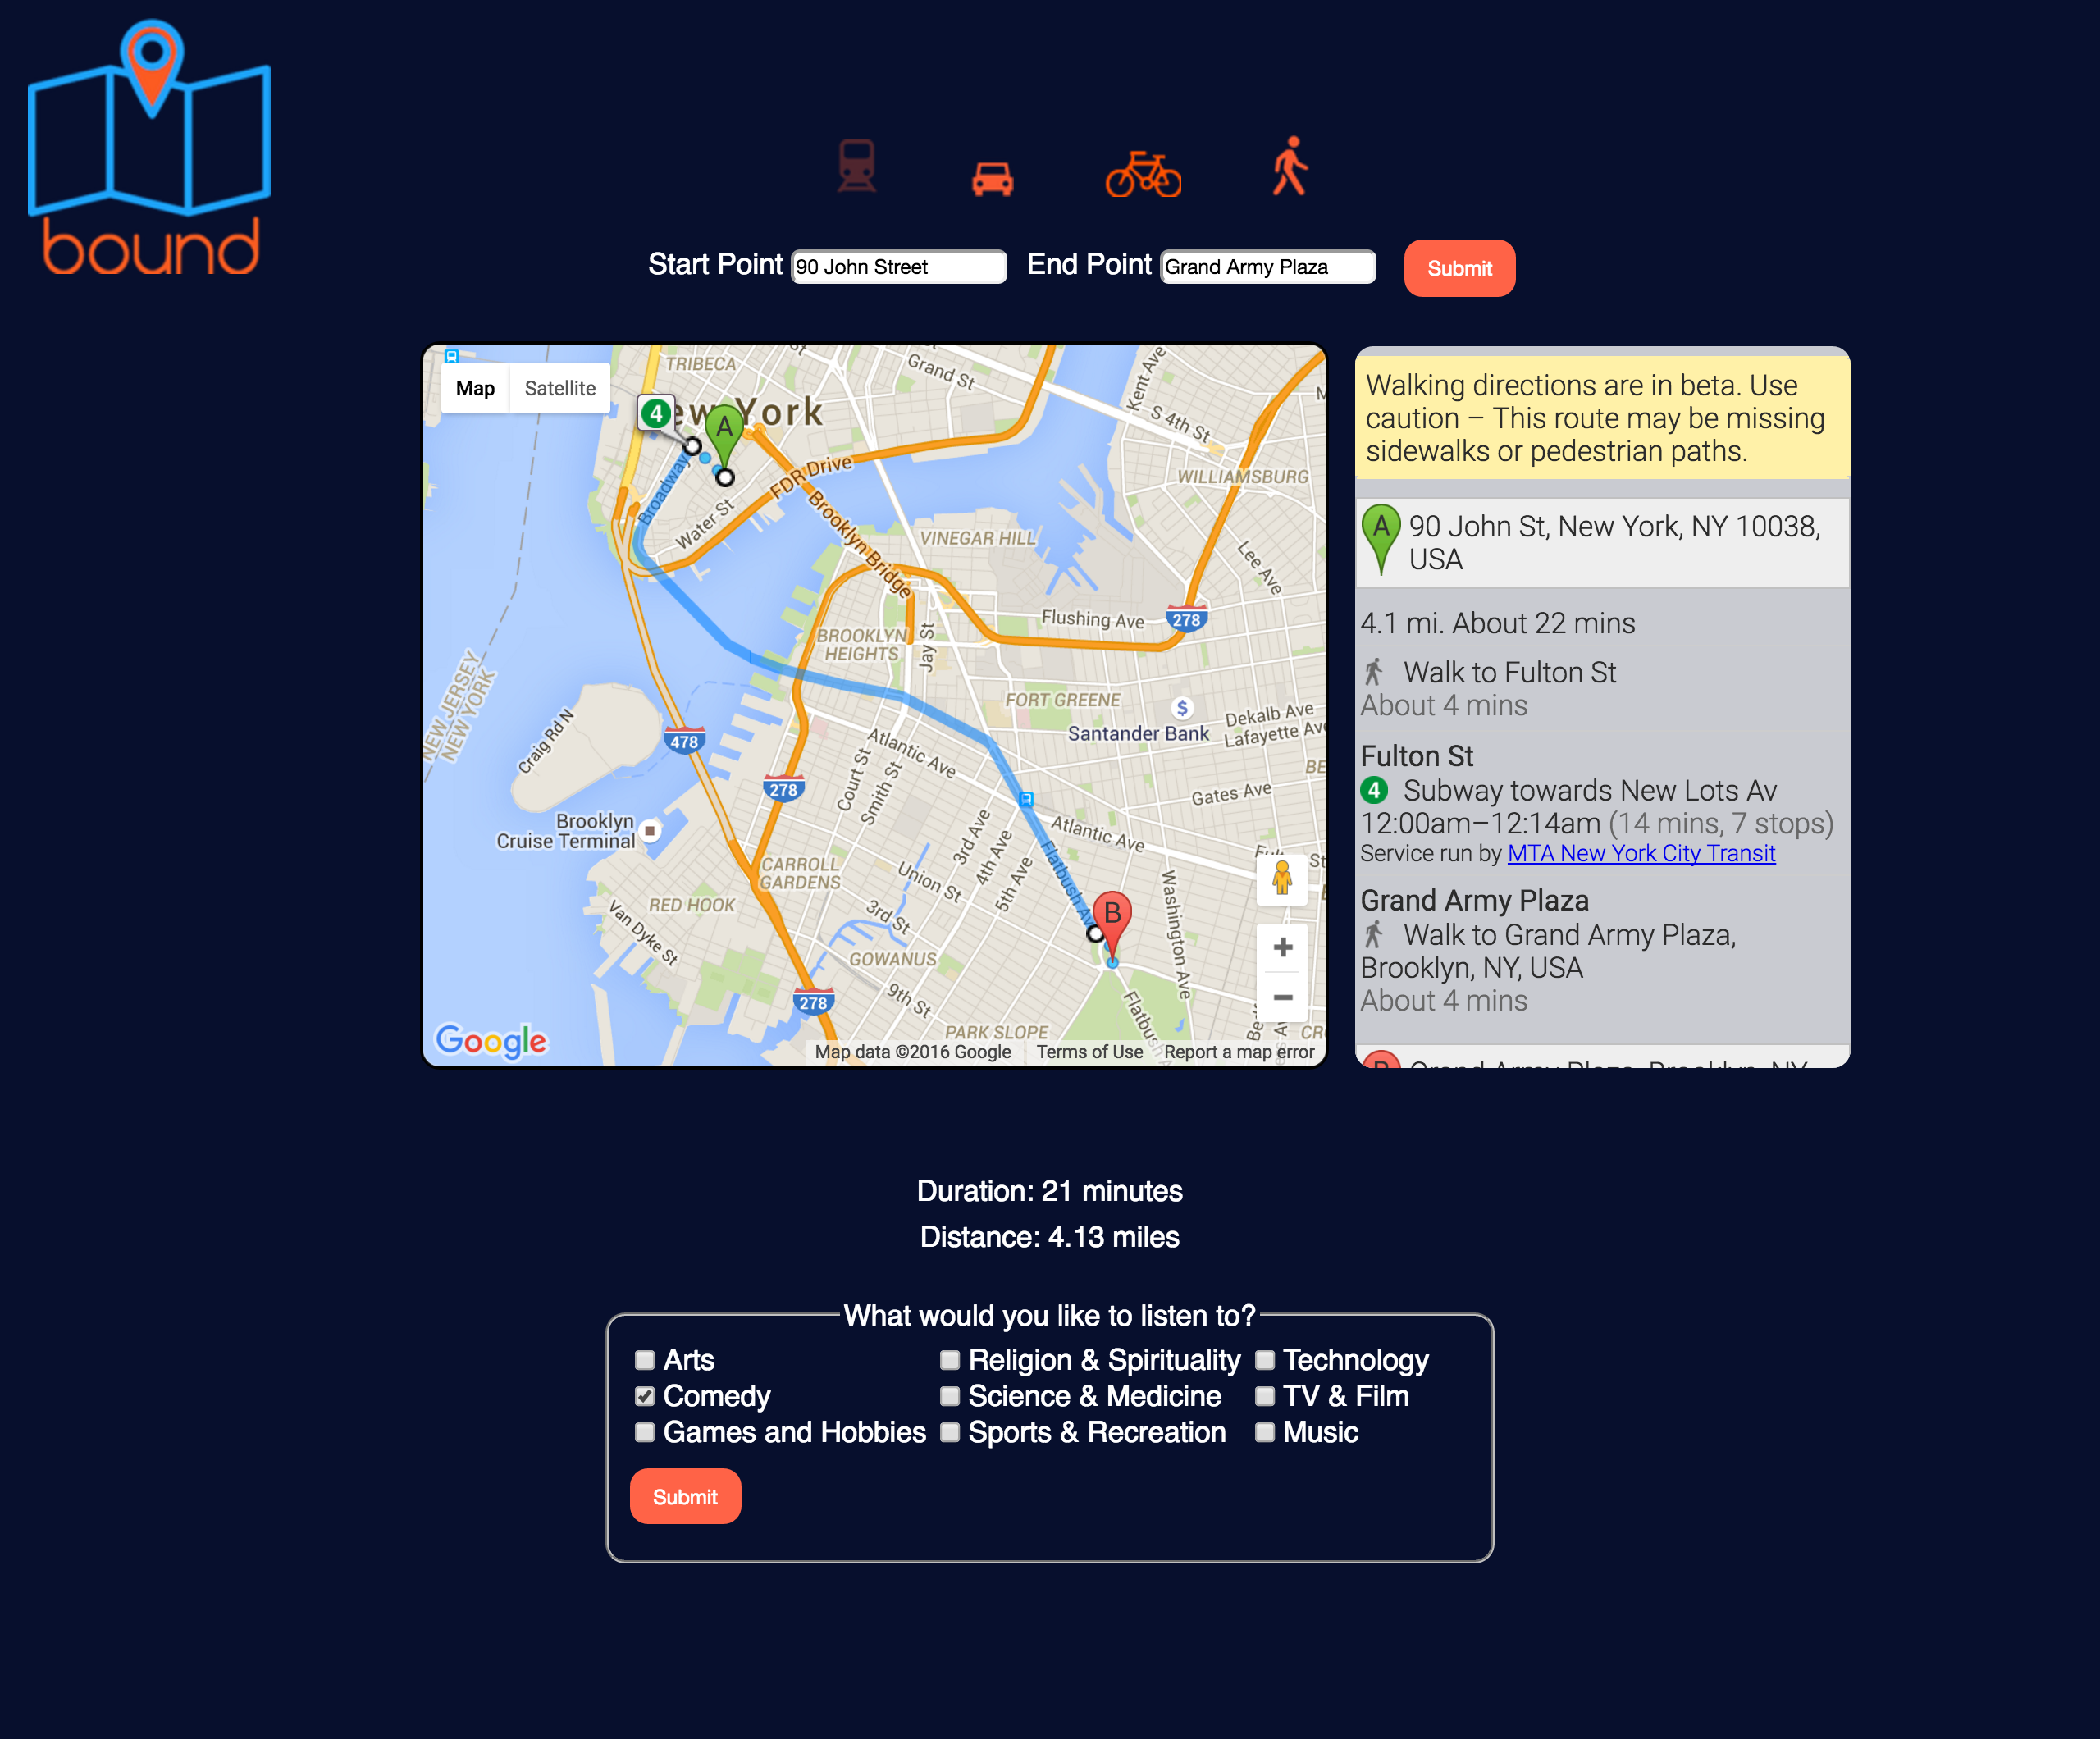 bound
Start Point 90 John Street End Point Grand Army Plaza Submit
Map Satellite
TRIBECA
Grand St
Kent Ave
S 4th St
4
ew York
A
WILLIAMSBURG
FDR Drive
Broadway
Water St
Brooklyn Bridge
VINEGAR HILL
Lee Ave
Flushing Ave
278
BROOKLYN
HEIGHTS
Jay St
NEW JERSEY
NEW YORK
FORT GREENE
$
Santander Bank
Dekalb Ave
Lafayette Av
Craig Rd N
478
Atlantic Ave
278
Court St
Smith St
Gates Ave
Brooklyn
Cruise Terminal
3rd Ave
4th Ave
5th Ave
Atlantic Ave
Flatbush Av
CARROLL
GARDENS
Union St
Washington Ave
RED HOOK
Van Dyke St
3rd St
B
GOWANUS
9th St
278
PARK SLOPE
Flatbush A
Google
Map data ©2016 Google Terms of Use Report a map error
Walking directions are in beta. Use
caution – This route may be missing
sidewalks or pedestrian paths.
A 90 John St, New York, NY 10038,
USA
4.1 mi. About 22 mins
Walk to Fulton St
About 4 mins
Fulton St
4 Subway towards New Lots Av
12:00am–12:14am (14 mins, 7 stops)
Service run by MTA New York City Transit
Grand Army Plaza
Walk to Grand Army Plaza,
Brooklyn, NY, USA
About 4 mins
B Grand Army Plaza, Brooklyn, NY
Duration: 21 minutes
Distance: 4.13 miles
What would you like to listen to?
Arts Religion & Spirituality Technology
Comedy Science & Medicine TV & Film
Games and Hobbies Sports & Recreation Music
Submit